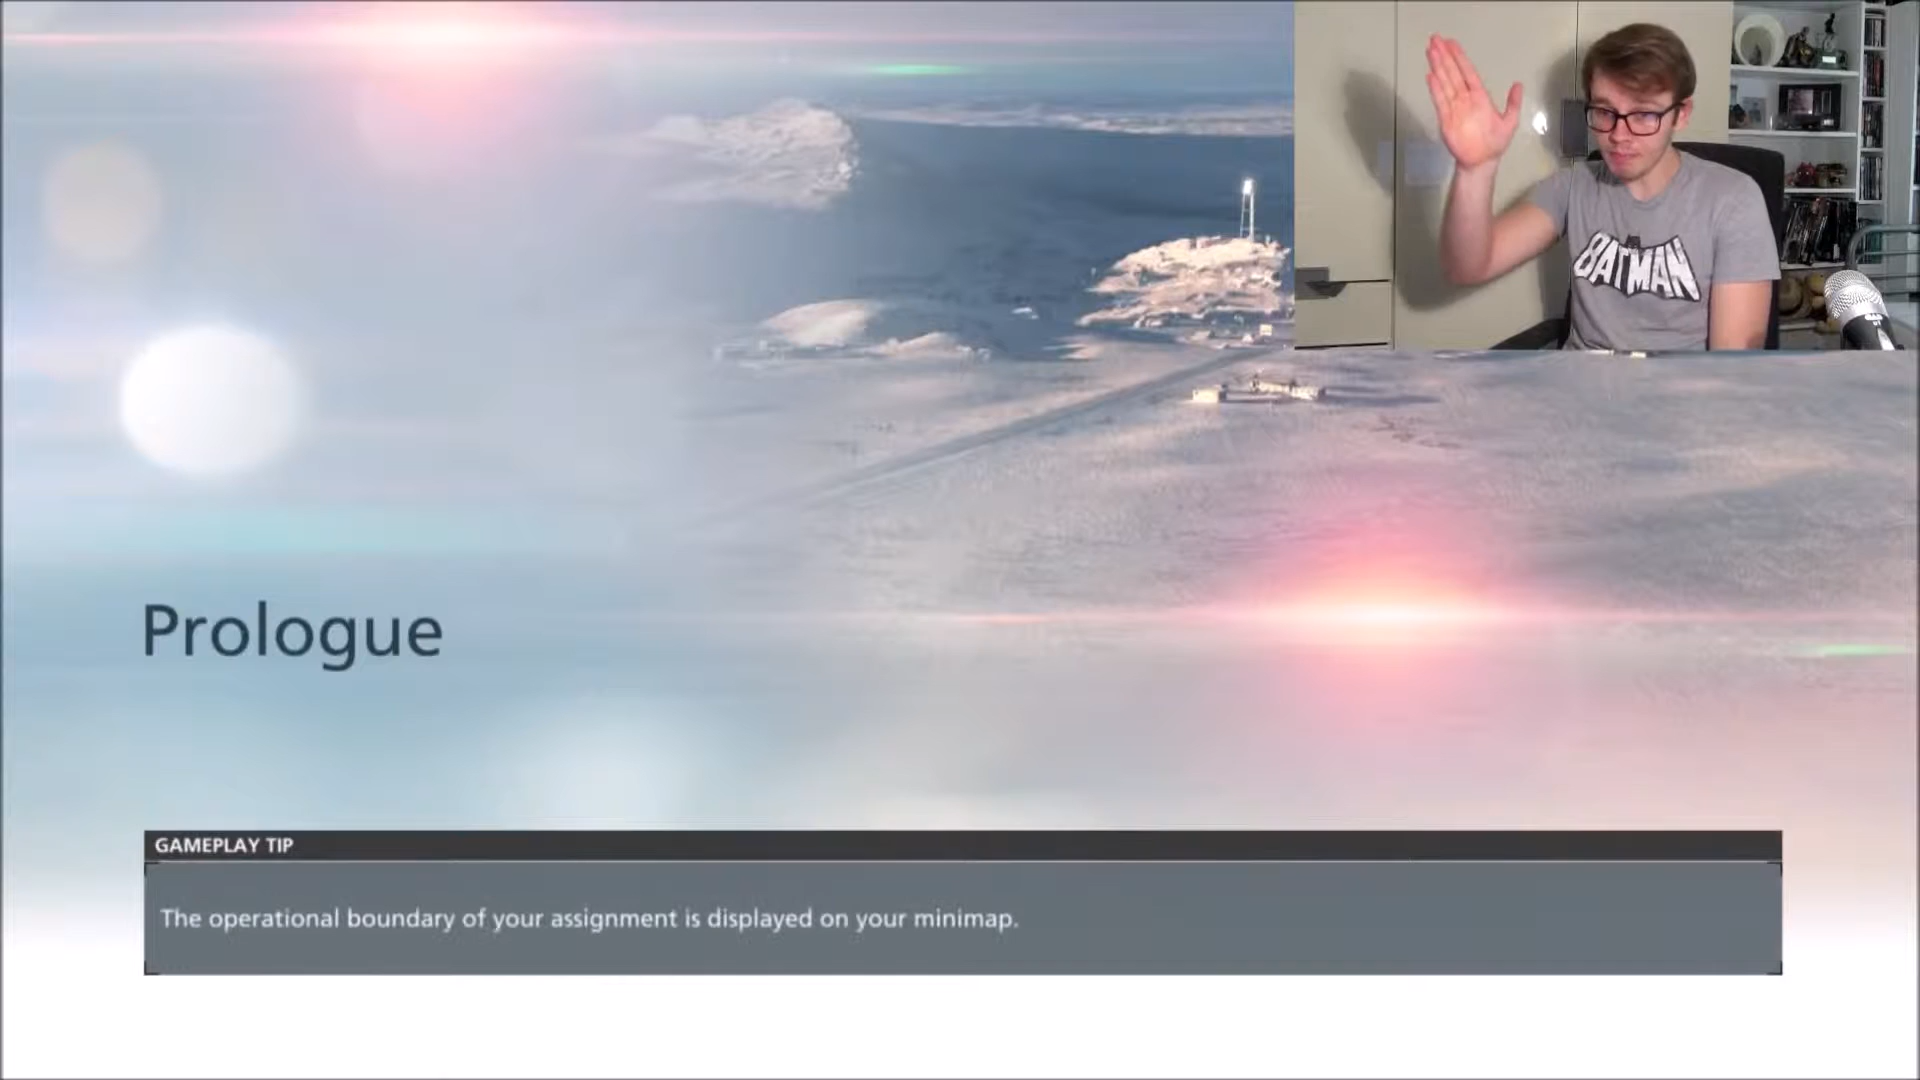 BATMAN
Prologue
GAMEPLAY TIP
The operational boundary of your assignment is displayed on your minimap.